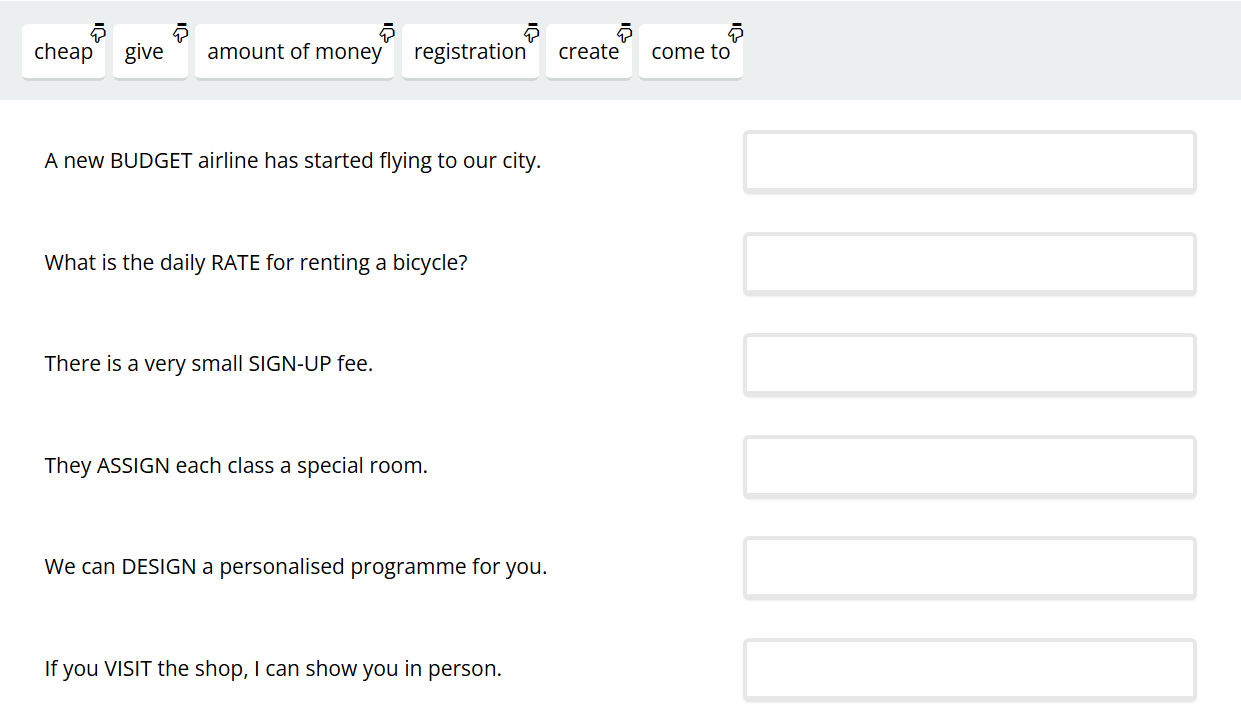 cheap give amount of money registration create come to
A new BUDGET airline has started flying to our city.
What is the daily RATE for renting a bicycle?
There is a very small SIGN-UP fee.
They ASSIGN each class a special room.
We can DESIGN a personalised programme for you.
If you VISIT the shop, I can show you in person.